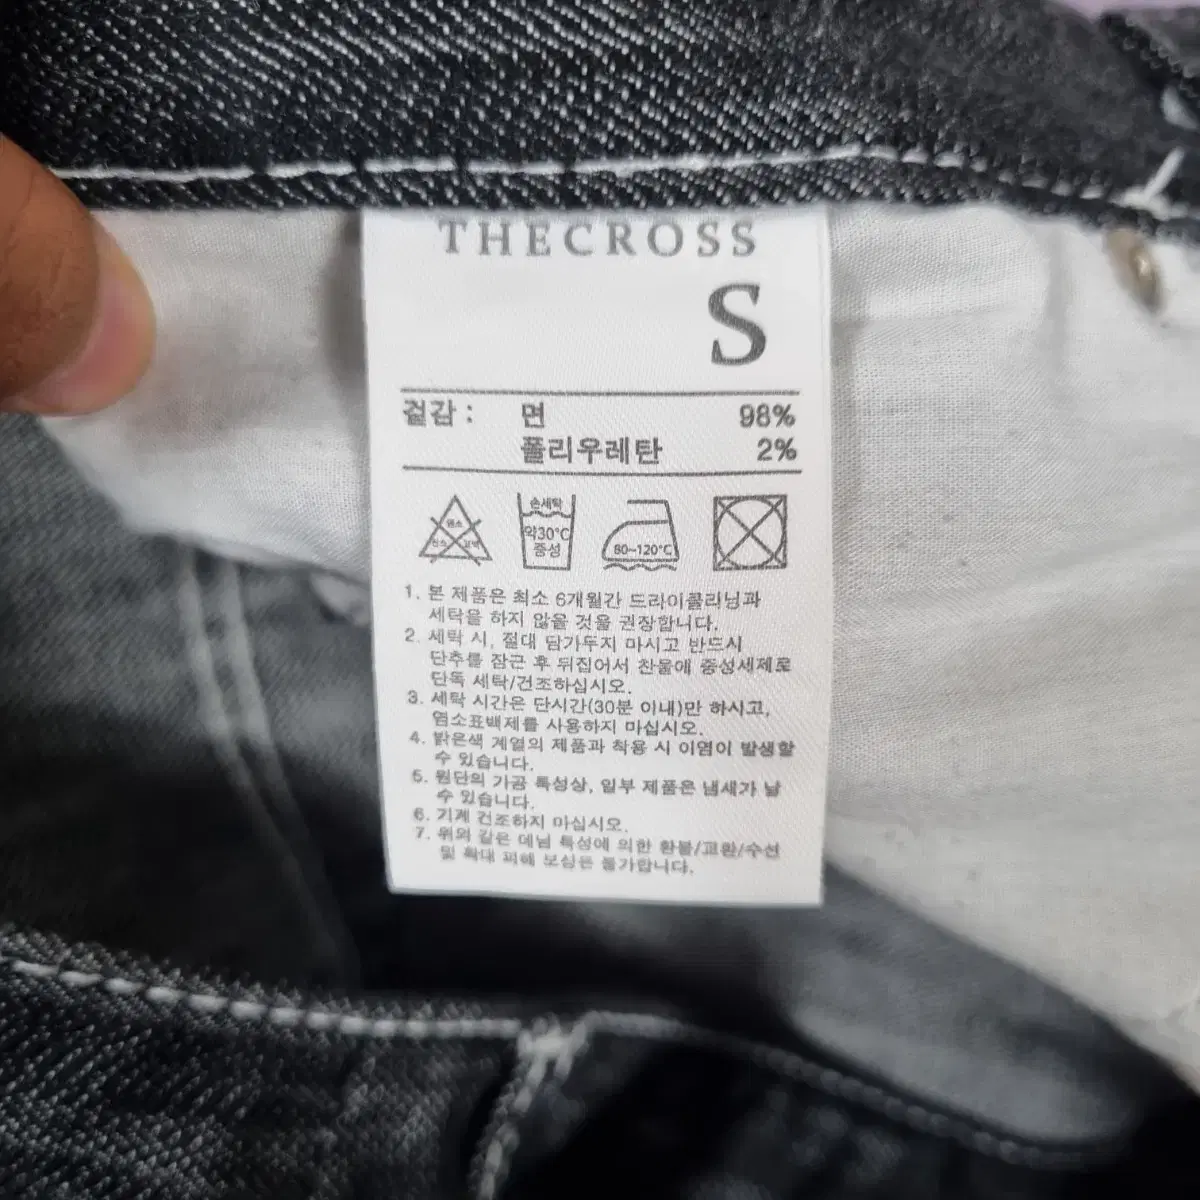 THECROSS
S
겉감 : 면 98%
폴리우레탄 2%
염소
산소 표백
손세탁
약30℃
중성
80~120℃
1. 본 제품은 최소 6개월간 드라이클리닝과
세탁을 하지 않을 것을 권장합니다.
2. 세탁 시, 절대 담가두지 마시고 반드시
단추를 잠근 후 뒤집어서 찬물에 중성세제로
단독 세탁/건조하십시오.
3. 세탁 시간은 단시간(30분 이내)만 하시고,
염소표백제를 사용하지 마십시오.
4. 밝은색 계열의 제품과 착용 시 이염이 발생할
수 있습니다.
5. 원단의 가공 특성상, 일부 제품은 냄새가 날
수 있습니다.
6. 기계 건조하지 마십시오.
7. 위와 같은 데님 특성에 의한 환불/교환/수선
및 확대 피해 보상은 불가합니다.